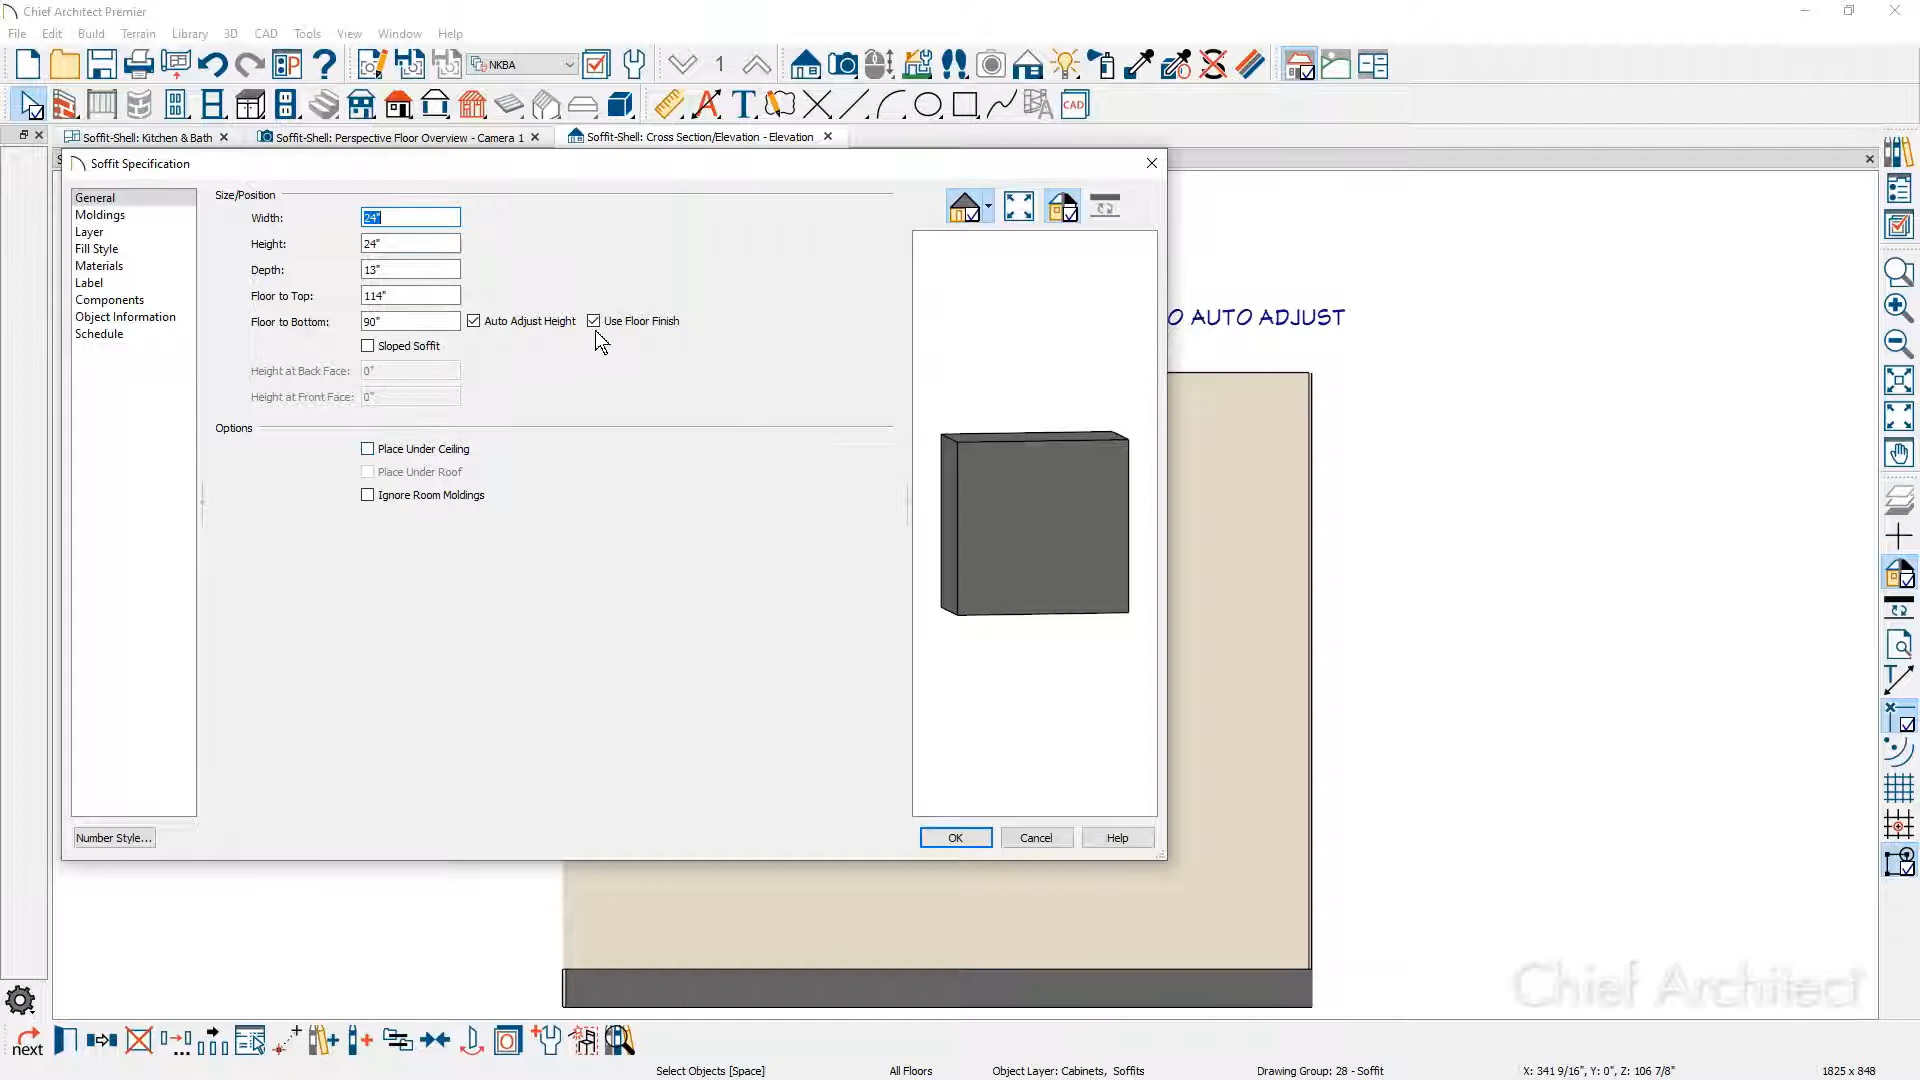 Chief Architect Premier
File Edit Build Terrain Library 3D CAD Tools View Window Help
NKBA 1
CAD
Soffit-Shell: Kitchen & Bath Soffit-Shell: Perspective Floor Overview - Camera 1 Soffit-Shell: Cross Section/Elevation - Elevation
Soffit Specification
General
Moldings
Layer
Fill Style
Materials
Label
Components
Object Information
Schedule
Size/Position
Width: 24"
Height: 24"
Depth: 13"
Floor to Top: 114"
Floor to Bottom: 90" Auto Adjust Height Use Floor Finish
Sloped Soffit
Height at Back Face: 0"
Height at Front Face: 0"
Options
Place Under Ceiling
Place Under Roof
Ignore Room Moldings
O AUTO ADJUST
Number Style... OK Cancel Help
Chief Architect
next
Select Objects [Space] All Floors Object Layer: Cabinets, Soffits Drawing Group: 28 - Soffit X: 341 9/16", Y: 0", Z: 106 7/8" 1825 x 848